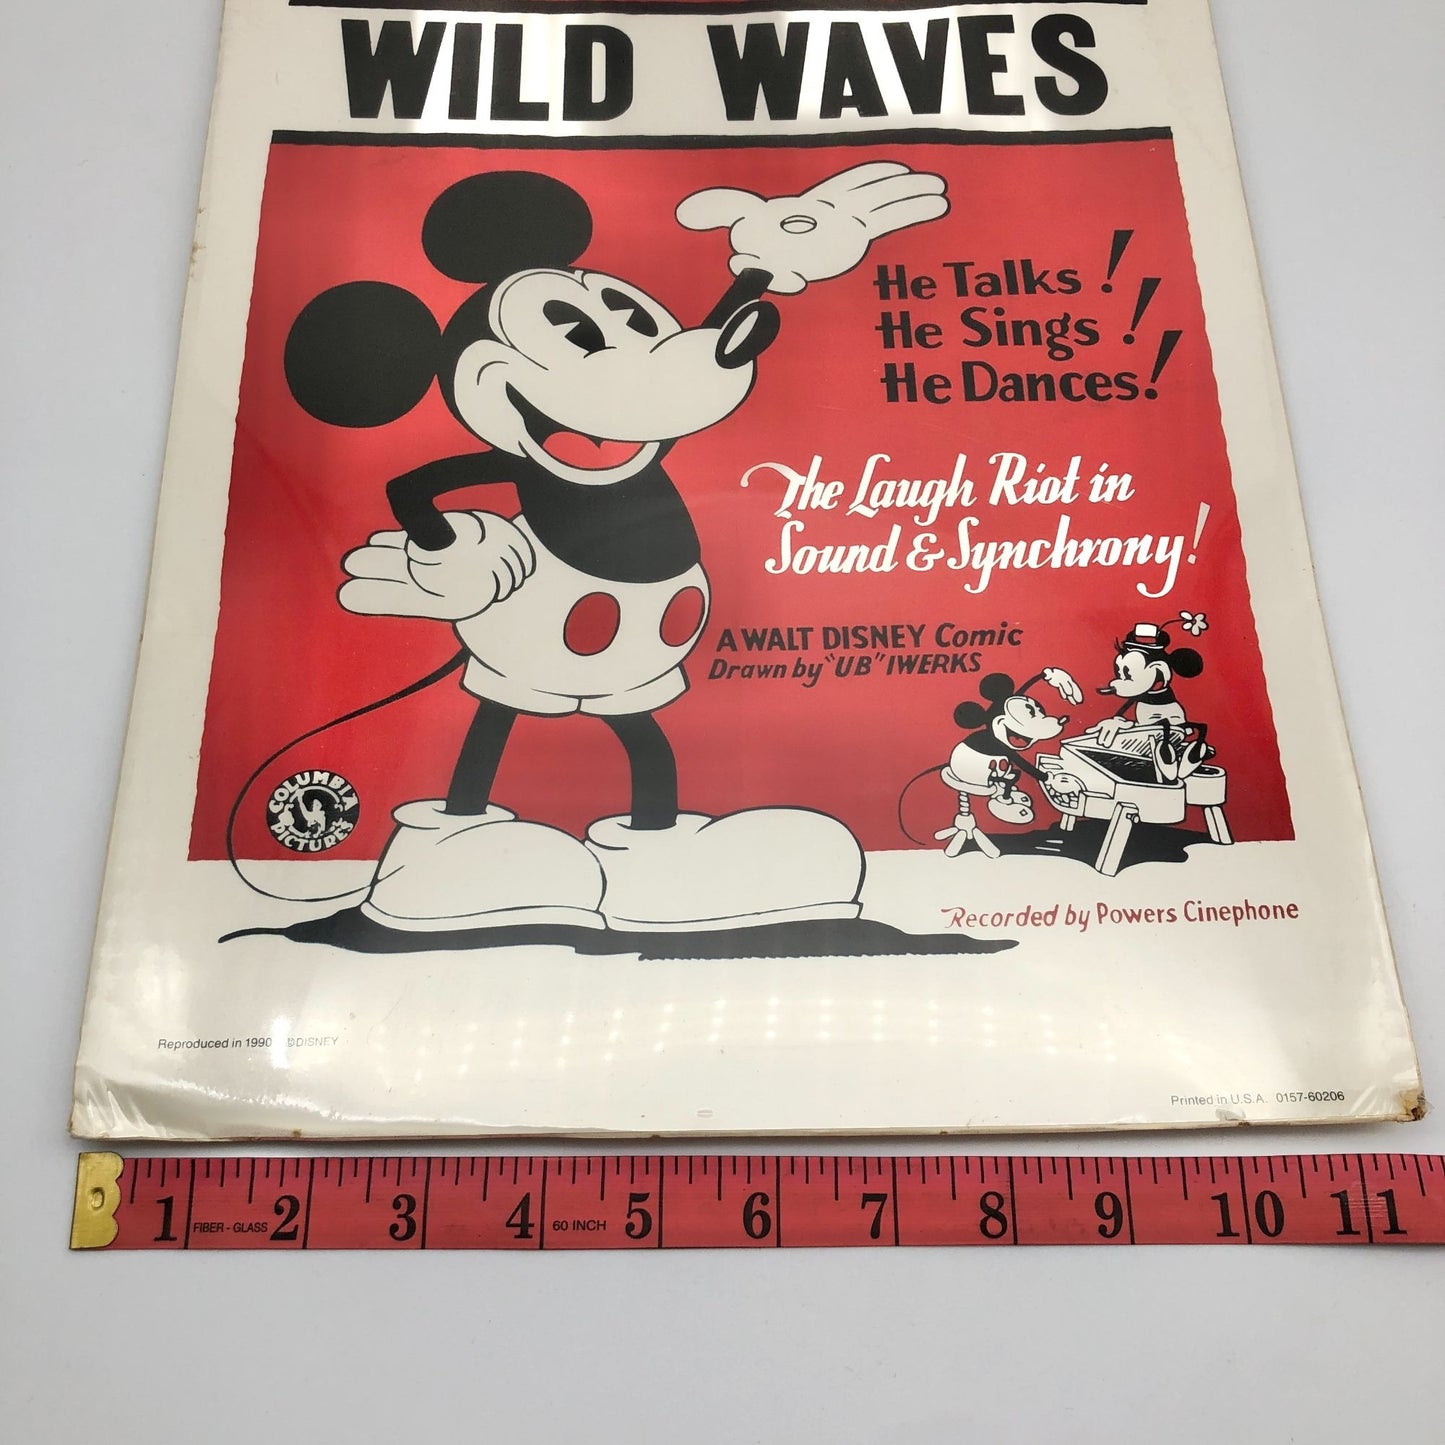 WILD WAVES
He Talks!
He Sings!
He Dances!
The Laugh Riot in
Sound & Synchrony!
A WALT DISNEY Comic
Drawn by "UB" IWERKS
COLUMBIA
PICTURES
Recorded by Powers Cinephone
Reproduced in 1990 © DISNEY
Printed in U.S.A. 0157-60206
1 FIBER-GLASS 2 3 4 60 INCH 5 6 7 8 9 10 11